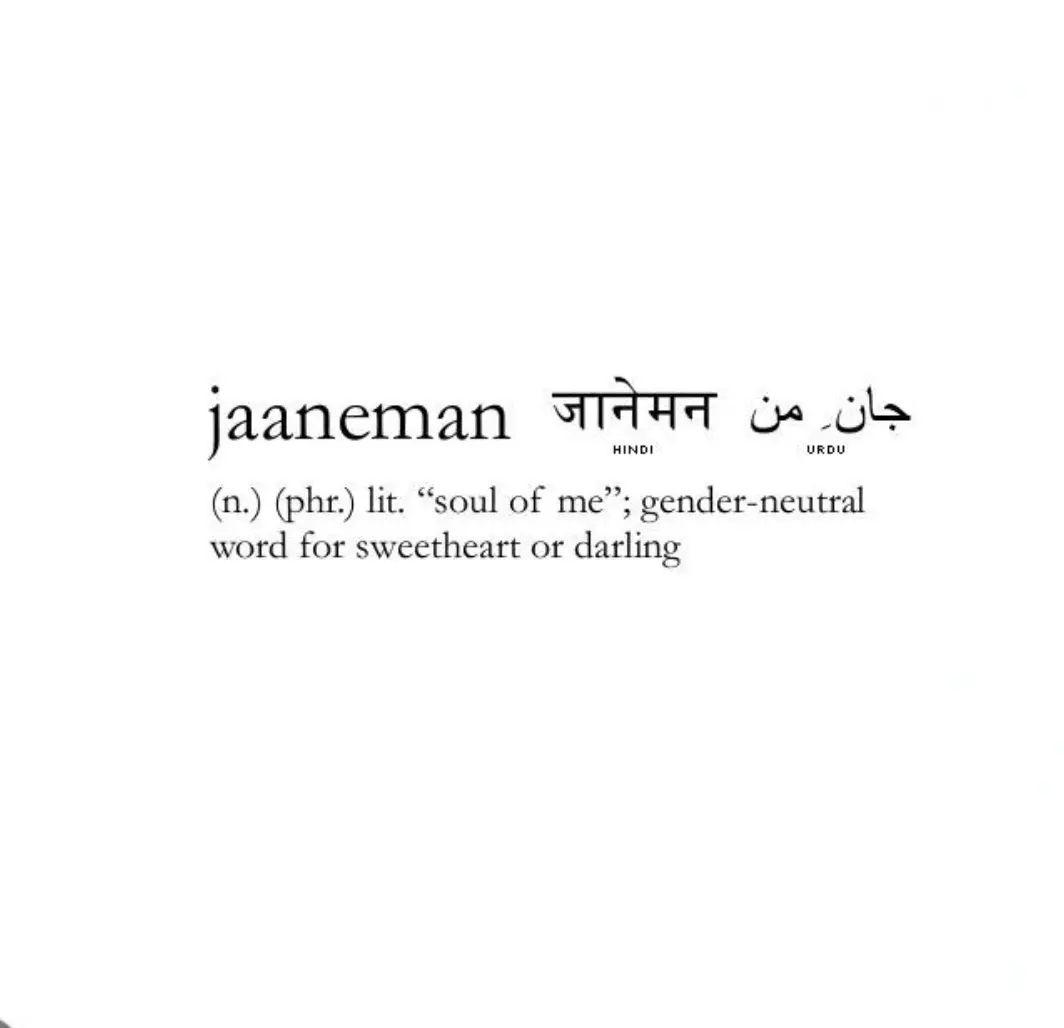 jaaneman जानेमन جانِ من
HINDI URDU
(n.) (phr.) lit. “soul of me”; gender-neutral
word for sweetheart or darling